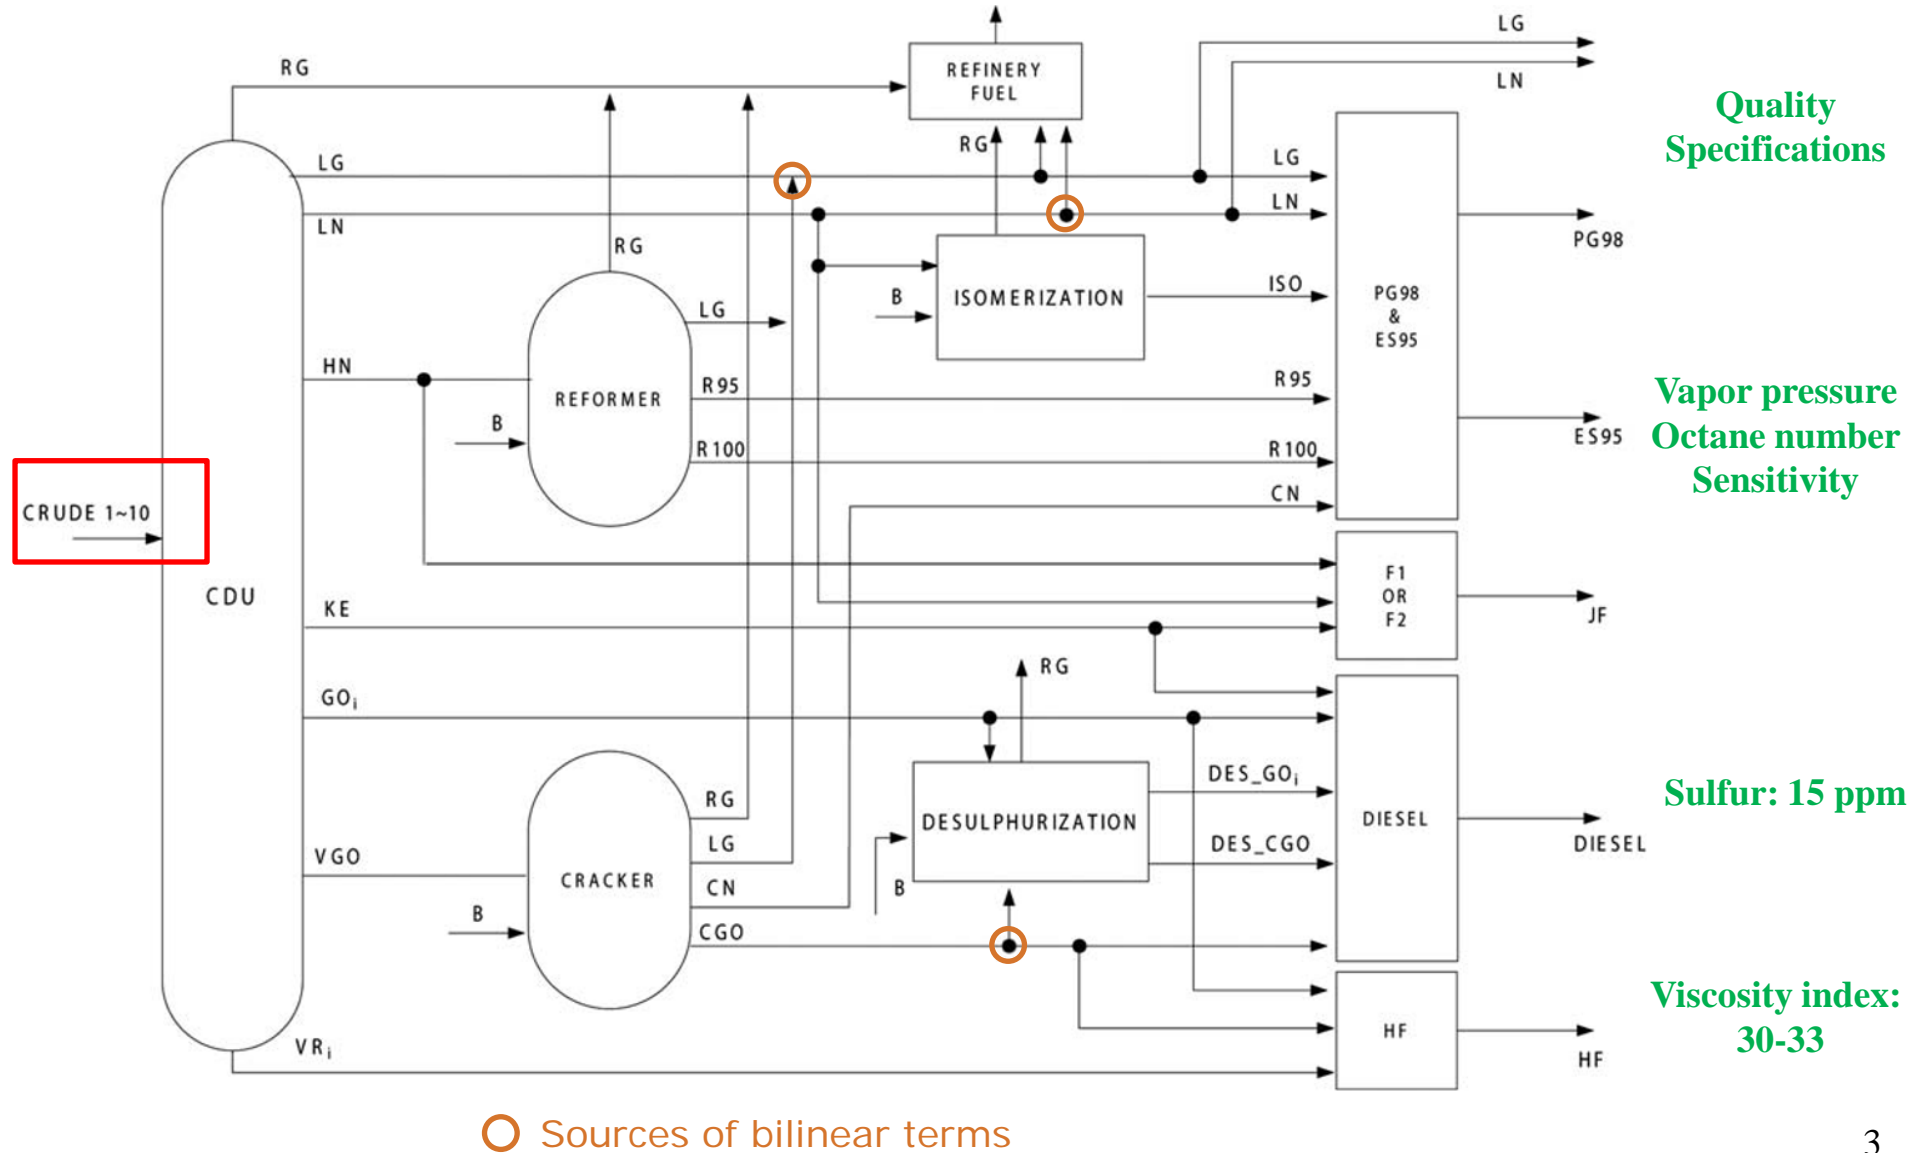 LG
LN
REFINERY
FUEL
RG
Quality
Specifications
RG
LG
LG
LN
LN
PG98
RG
ISO
B
ISOMERIZATION
PG98
&
ES95
LG
HN
R95
R95
REFORMER
B
Vapor pressure
Octane number
Sensitivity
ES95
R100
R100
CN
CRUDE 1~10
CDU
F1
OR
F2
JF
KE
RG
GOi
DES_GOi
Sulfur: 15 ppm
RG
DESULPHURIZATION
DIESEL
DIESEL
LG
DES_CGO
VGO
CRACKER
CN
B
B
CGO
Viscosity index:
30-33
HF
HF
VRi
Sources of bilinear terms
3